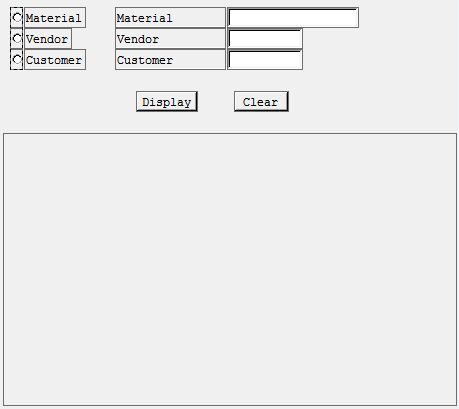 Material Material
Vendor Vendor
Customer Customer
Display Clear